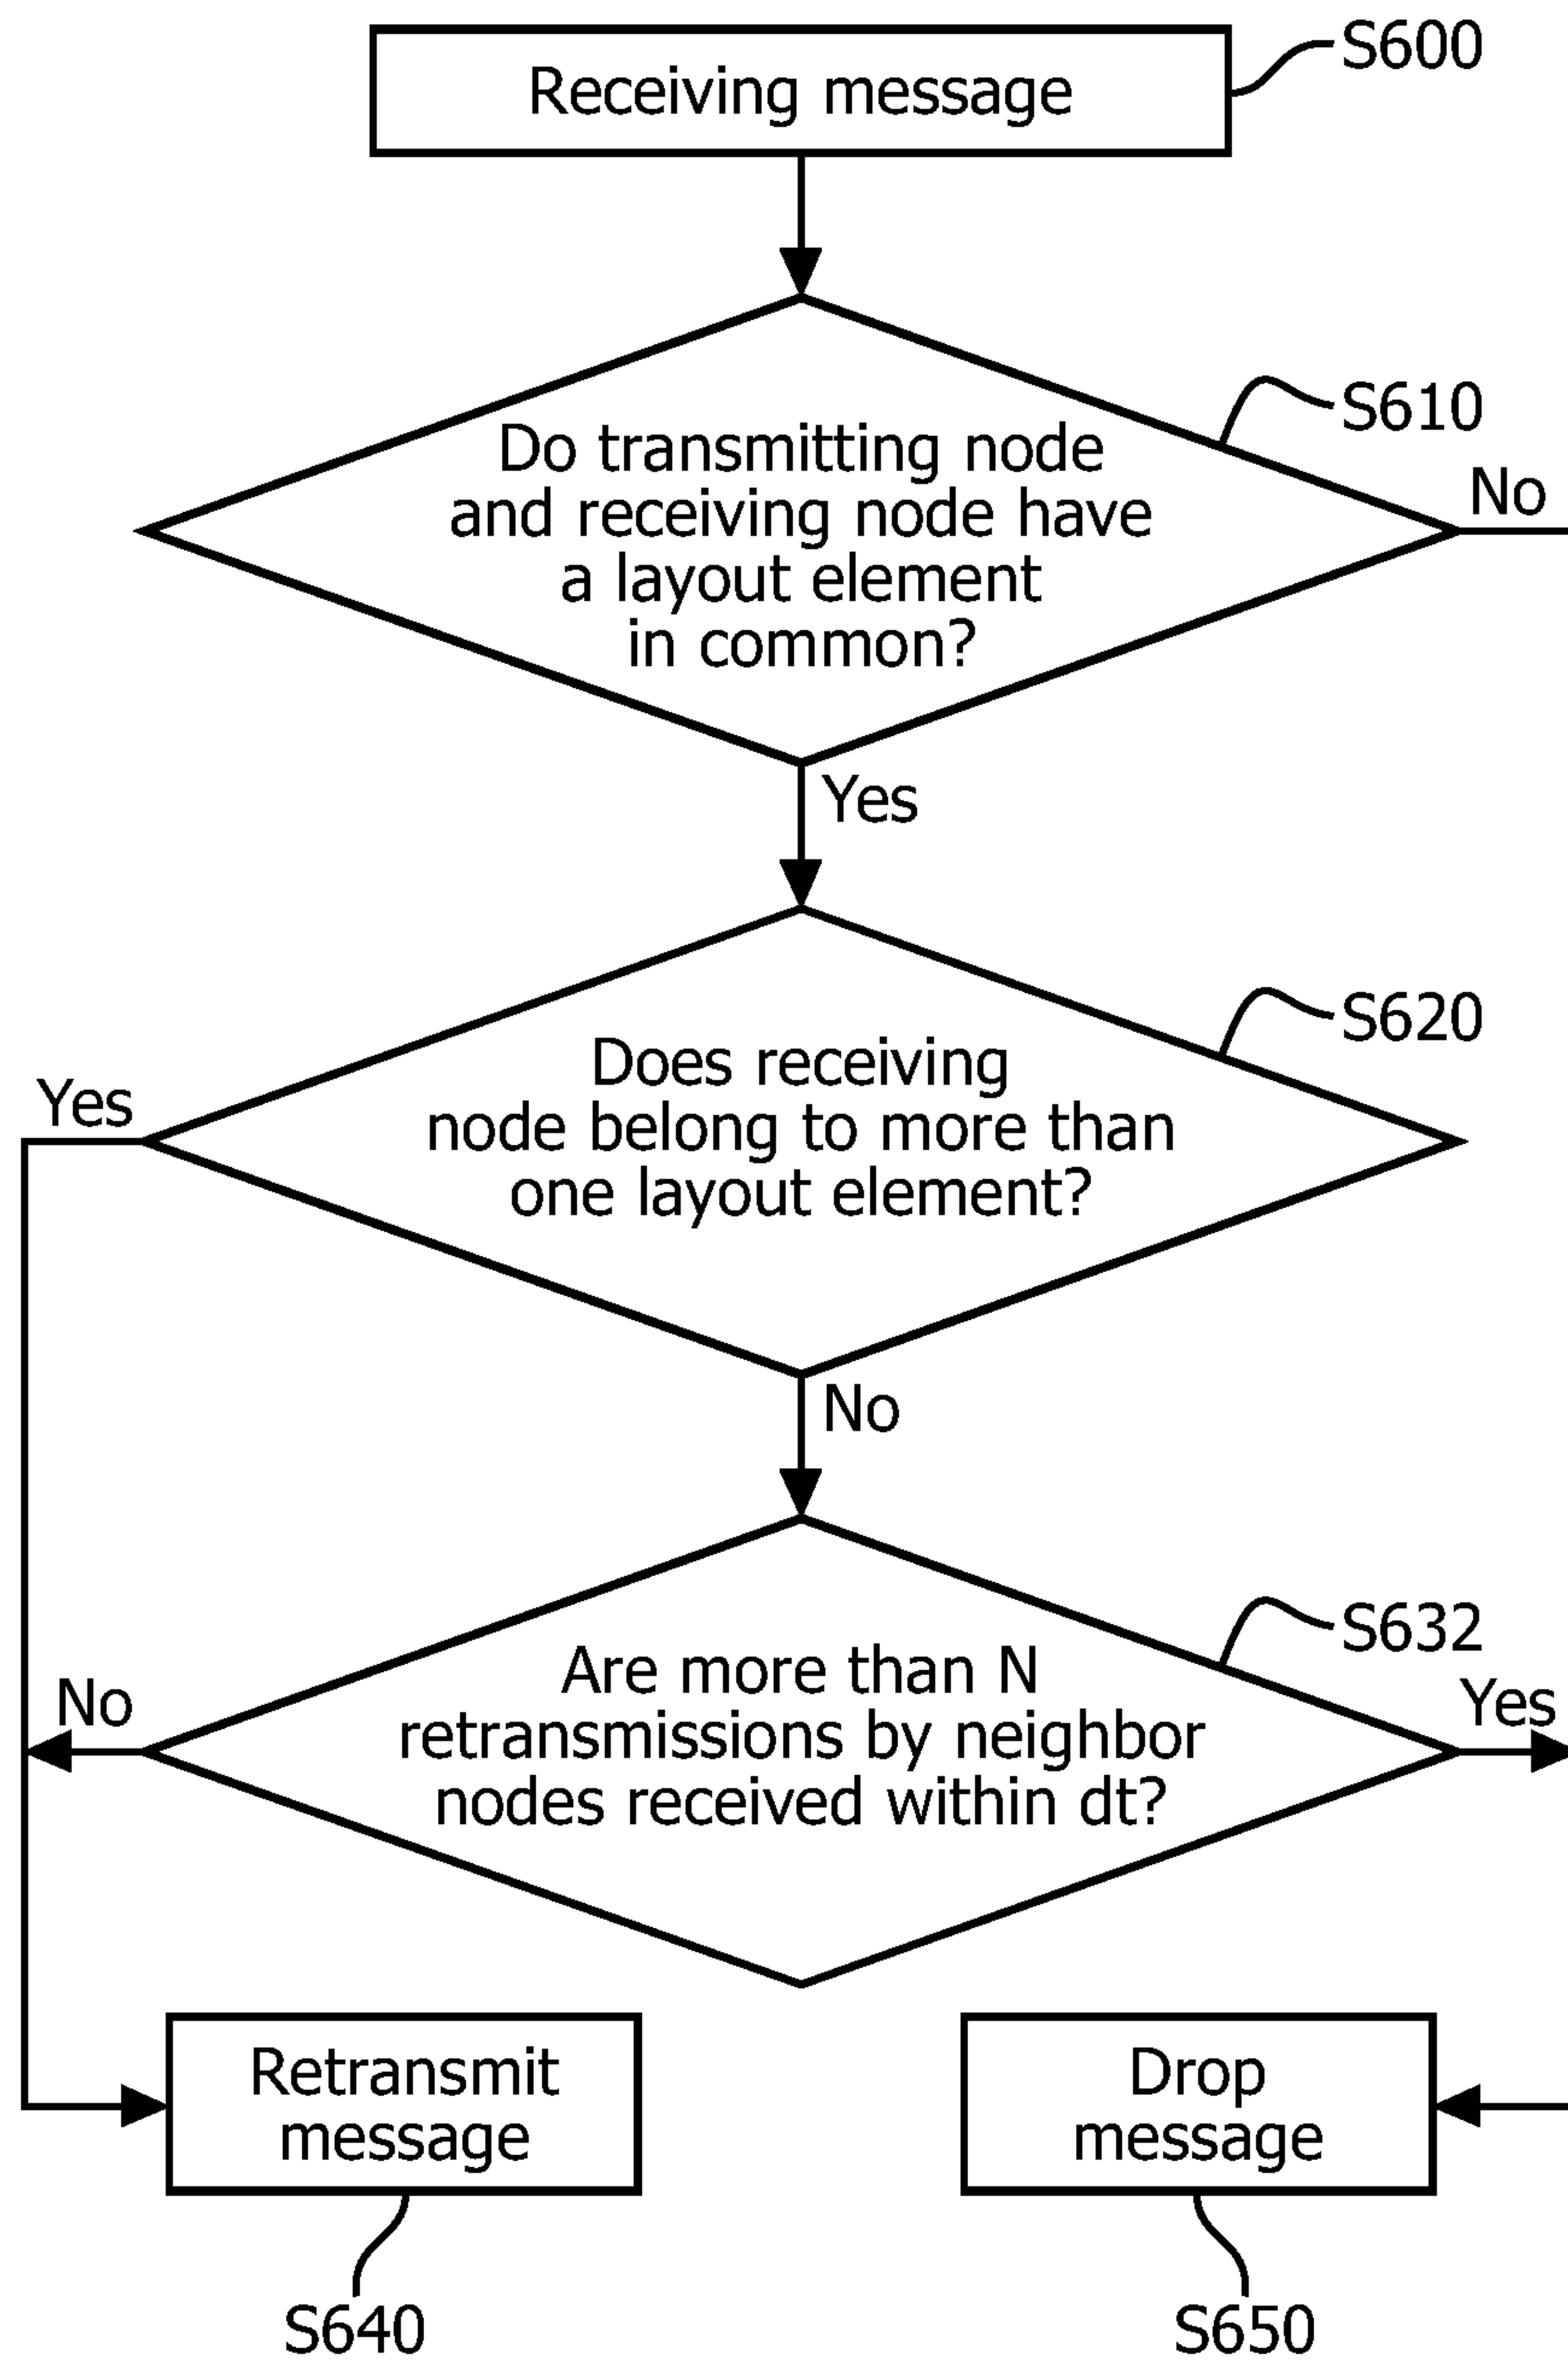 Receiving message
S600
S610
Do transmitting node
and receiving node have
a layout element
in common?
No
Yes
S620
Does receiving
node belong to more than
one layout element?
Yes
No
S632
Are more than N
retransmissions by neighbor
nodes received within dt?
No
Yes
Retransmit
message
Drop
message
S640
S650